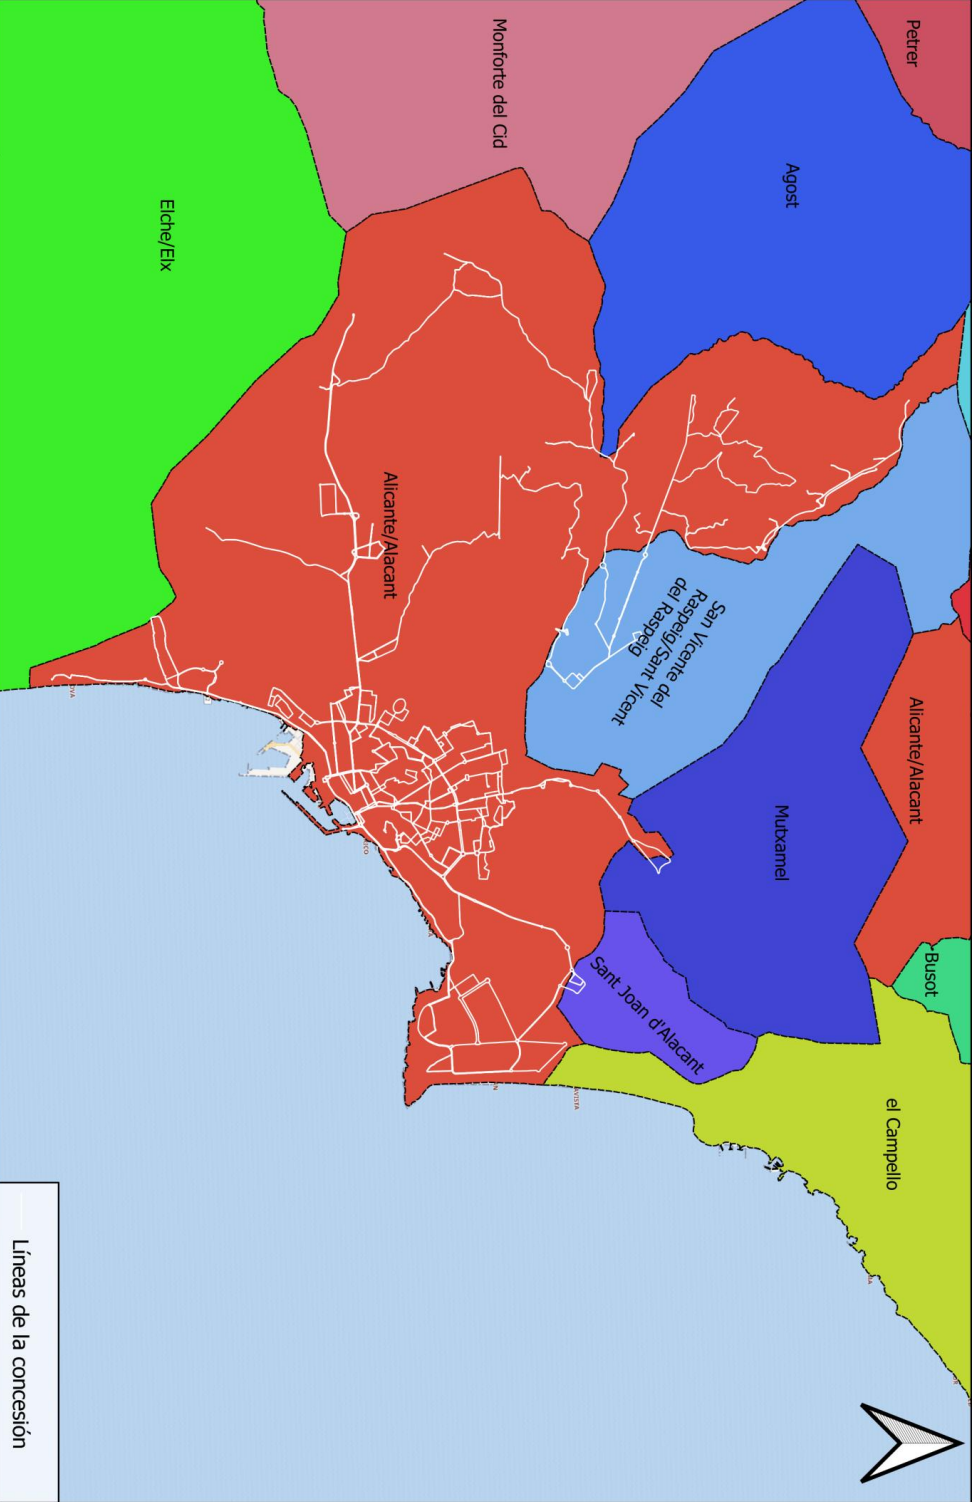 Petrer
Monforte del Cid
Agost
Elche/Elx
Alicante/Alacant
San Vicente del
Raspeig/Sant Vicent
del Raspeig
Alicante/Alacant
Mutxamel
Busot
Sant Joan d'Alacant
el Campello
Líneas de la concesión